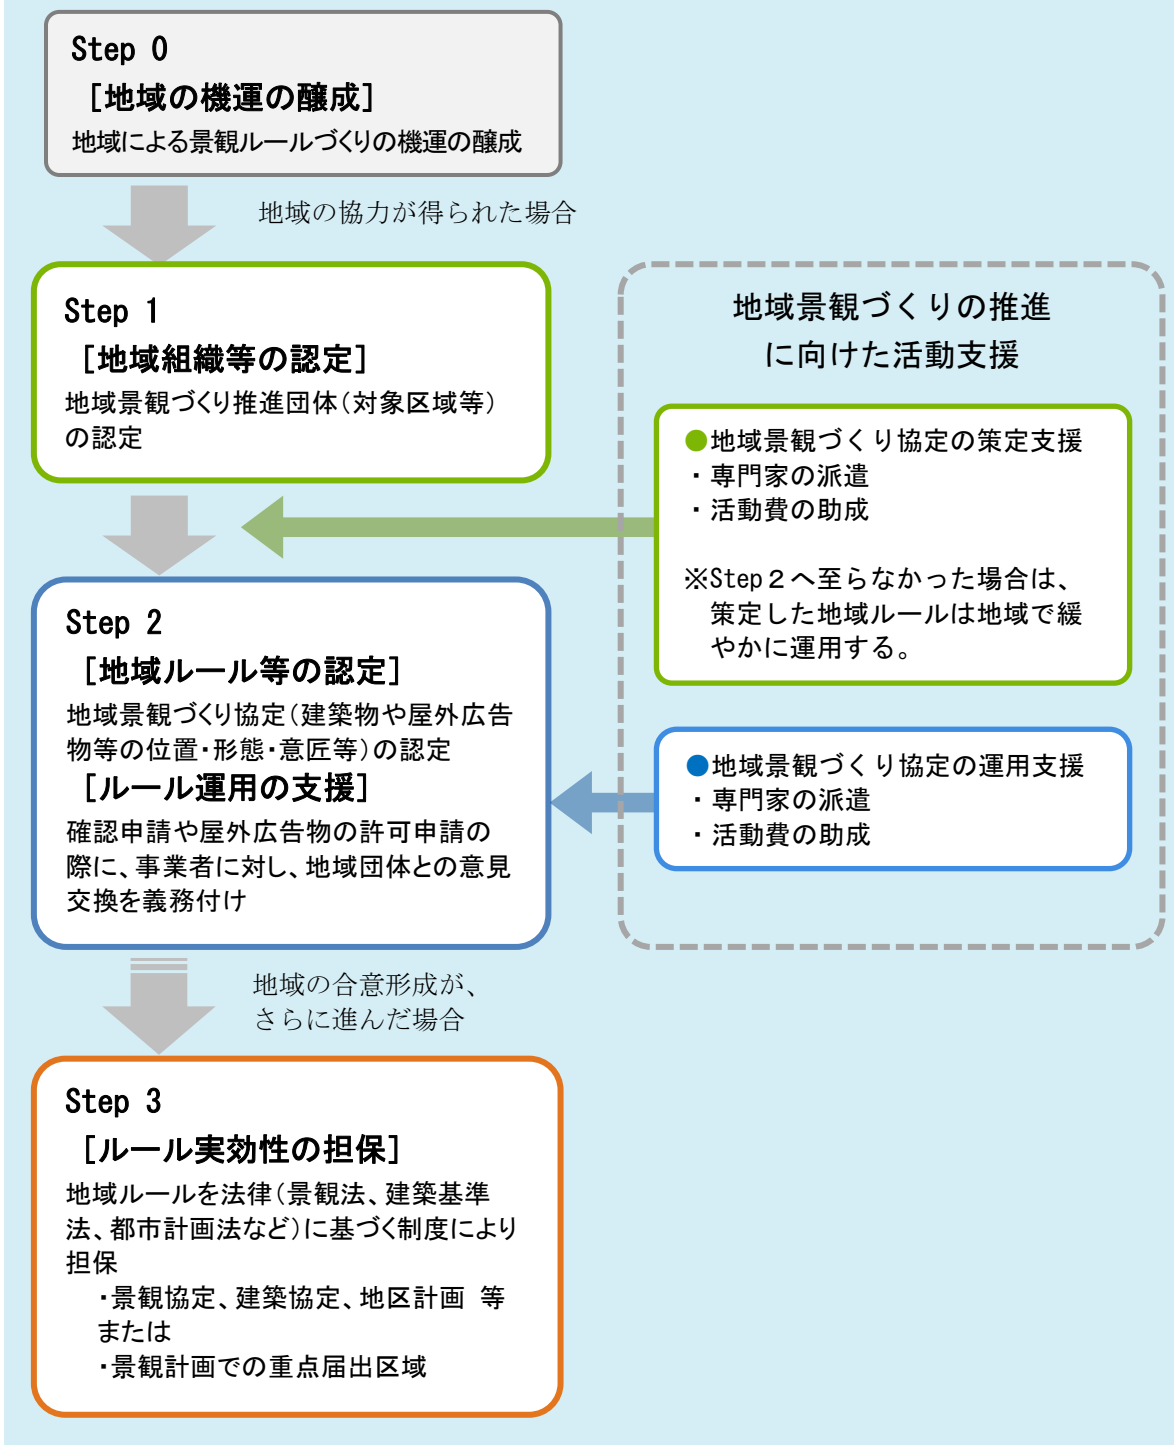 Step 0
[地域の機運の醸成]
地域による景観ルールづくりの機運の醸成
地域の協力が得られた場合
Step 1
[地域組織等の認定]
地域景観づくり推進団体（対象区域等）
の認定
Step 2
[地域ルール等の認定]
地域景観づくり協定（建築物や屋外広告
物等の位置・形態・意匠等）の認定
[ルール運用の支援]
確認申請や屋外広告物の許可申請の
際に、事業者に対し、地域団体との意見
交換を義務付け
地域の合意形成が、
さらに進んだ場合
Step 3
[ルール実効性の担保]
地域ルールを法律（景観法、建築基準
法、都市計画法など）に基づく制度により
担保
・景観協定、建築協定、地区計画 等
または
・景観計画での重点届出区域
地域景観づくりの推進
に向けた活動支援
●地域景観づくり協定の策定支援
・専門家の派遣
・活動費の助成
※Step２へ至らなかった場合は、
策定した地域ルールは地域で緩
やかに運用する。
●地域景観づくり協定の運用支援
・専門家の派遣
・活動費の助成